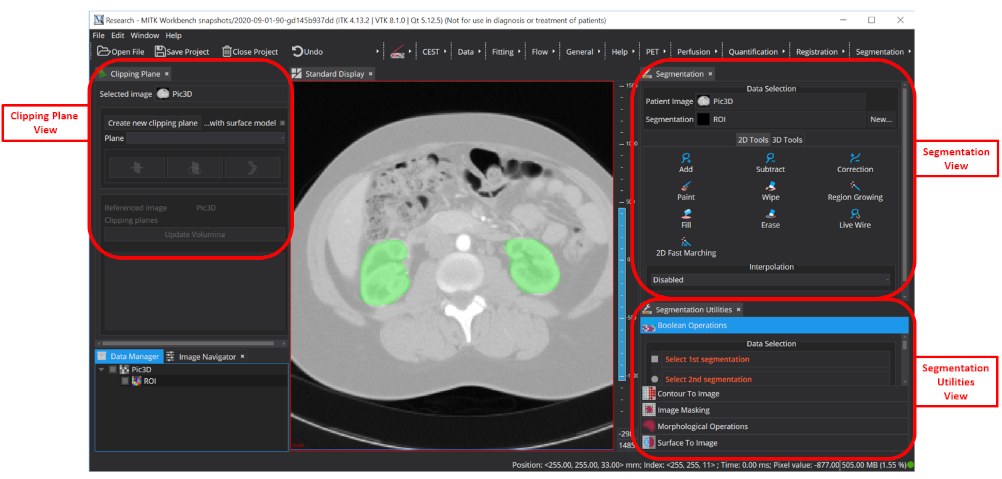 Research - MITK Workbench snapshots/2020-09-01-90-gd145b937dd (ITK 4.13.2 | VTK 8.1.0 | Qt 5.12.5) (Not for use in diagnosis or treatment of patients)
File Edit Window Help
Open File Save Project Close Project Undo CEST Data Fitting Flow General Help PET Perfusion Quantification Registration Segmentation
Clipping Plane
Selected image Pic3D
Create new clipping plane ...with surface model
Plane
Referenced image Pic3D
Clipping planes
Update Volumina
Clipping Plane
View
Data Manager Image Navigator
Pic3D
ROI
Standard Display
1500
1000
500
0
-500
-1000
-298
1485
Segmentation
Data Selection
Patient Image Pic3D
Segmentation ROI New...
2D Tools 3D Tools
Add Subtract Correction
Paint Wipe Region Growing
Fill Erase Live Wire
2D Fast Marching
Interpolation
Disabled
Segmentation
View
Segmentation Utilities
Boolean Operations
Data Selection
Select 1st segmentation
Select 2nd segmentation
Contour To Image
Image Masking
Morphological Operations
Surface To Image
Segmentation
Utilities
View
Position: <255.00, 255.00, 33.00> mm; Index: <255, 255, 11> ; Time: 0.00 ms; Pixel value: -877.00 505.00 MB (1.55 %)